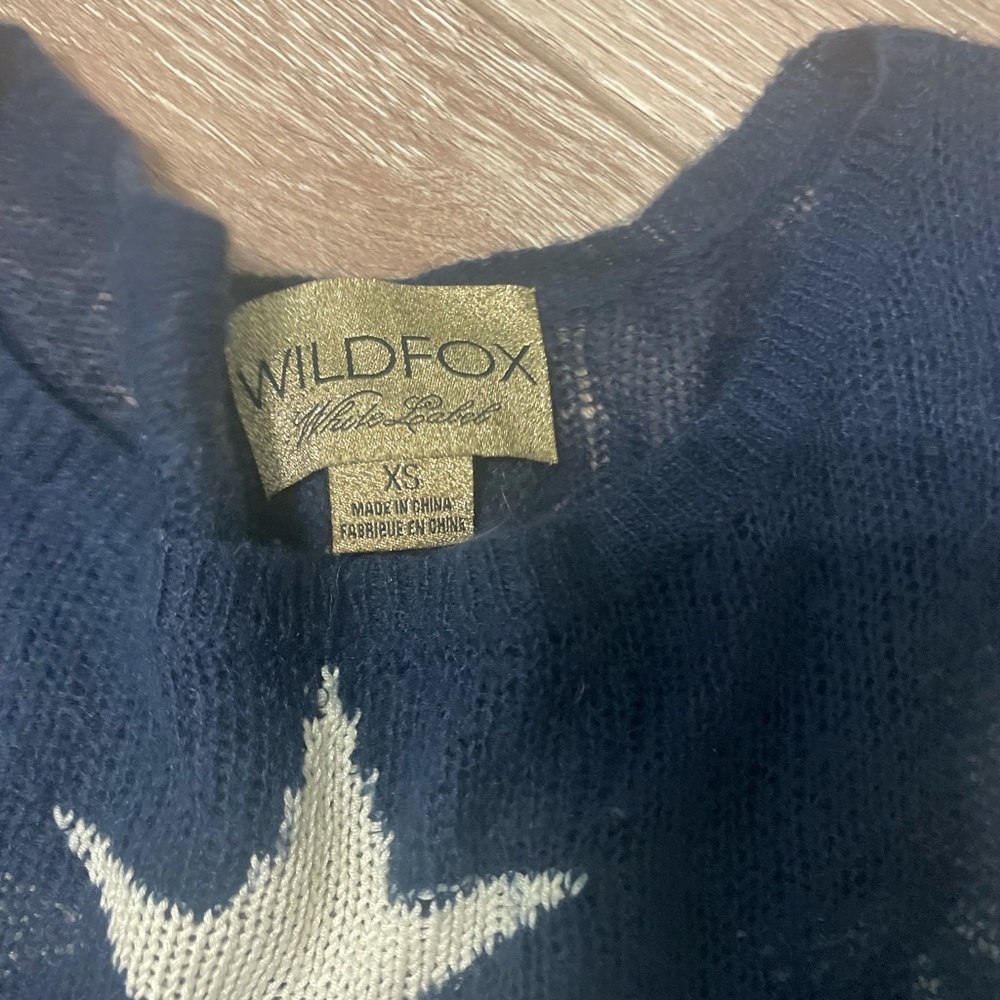 WILDFOX
White Label
XS
MADE IN CHINA
FABRIQUE EN CHINE